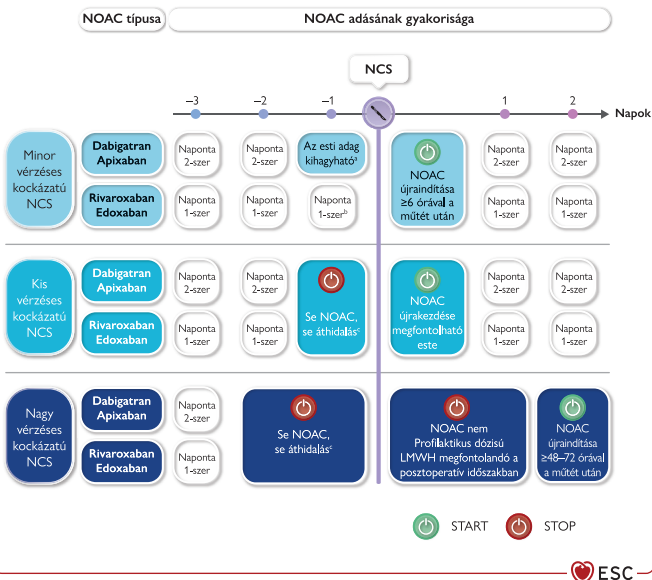 NOAC típusa
NOAC adásának gyakorisága
NCS
–3
–2
–1
1
2
Napok
Minor
vérzéses
kockázatú
NCS
Dabigatran
Apixaban
Naponta
2-szer
Naponta
2-szer
Az esti adag
kihagyhatóᵃ
NOAC
újraindítása
≥6 órával a
műtét után
Naponta
2-szer
Naponta
2-szer
Rivaroxaban
Edoxaban
Naponta
1-szer
Naponta
1-szer
Naponta
1-szerᵇ
Naponta
1-szer
Naponta
1-szer
Kis
vérzéses
kockázatú
NCS
Dabigatran
Apixaban
Naponta
2-szer
Naponta
2-szer
Se NOAC,
se áthidalásᶜ
NOAC
újrakezdése
megfontolható
este
Naponta
2-szer
Naponta
2-szer
Rivaroxaban
Edoxaban
Naponta
1-szer
Naponta
1-szer
Naponta
1-szer
Naponta
1-szer
Nagy
vérzéses
kockázatú
NCS
Dabigatran
Apixaban
Naponta
2-szer
Se NOAC,
se áthidalásᶜ
NOAC nem
Profilaktikus dózisú
LMWH megfontolandó a
posztoperatív időszakban
NOAC
újraindítása
≥48–72 órával
a műtét után
Rivaroxaban
Edoxaban
Naponta
1-szer
START
STOP
ESC